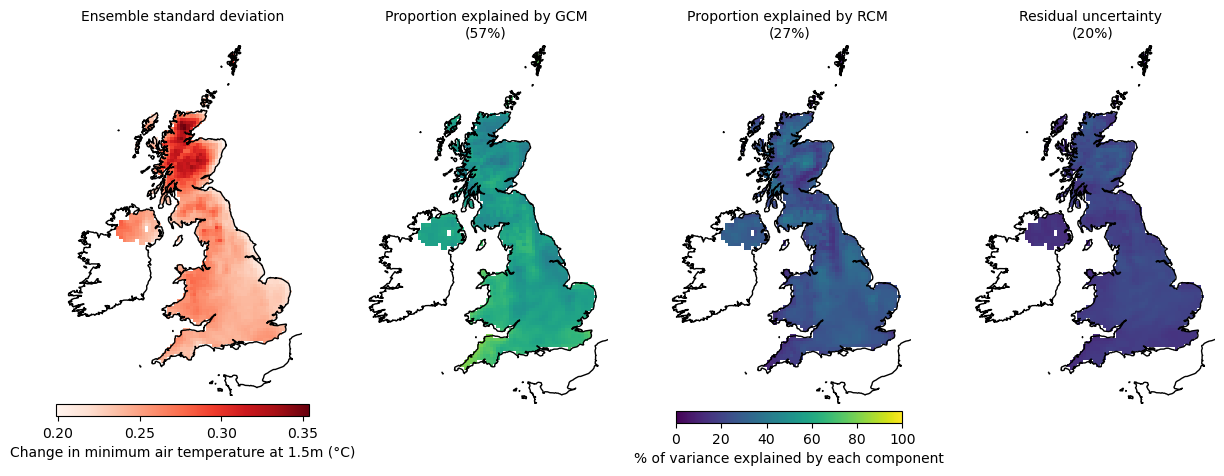 Ensemble standard deviation
Proportion explained by GCM
(57%)
Proportion explained by RCM
(27%)
Residual uncertainty
(20%)
0.20 0.25 0.30 0.35
Change in minimum air temperature at 1.5m (°C)
0 20 40 60 80 100
% of variance explained by each component